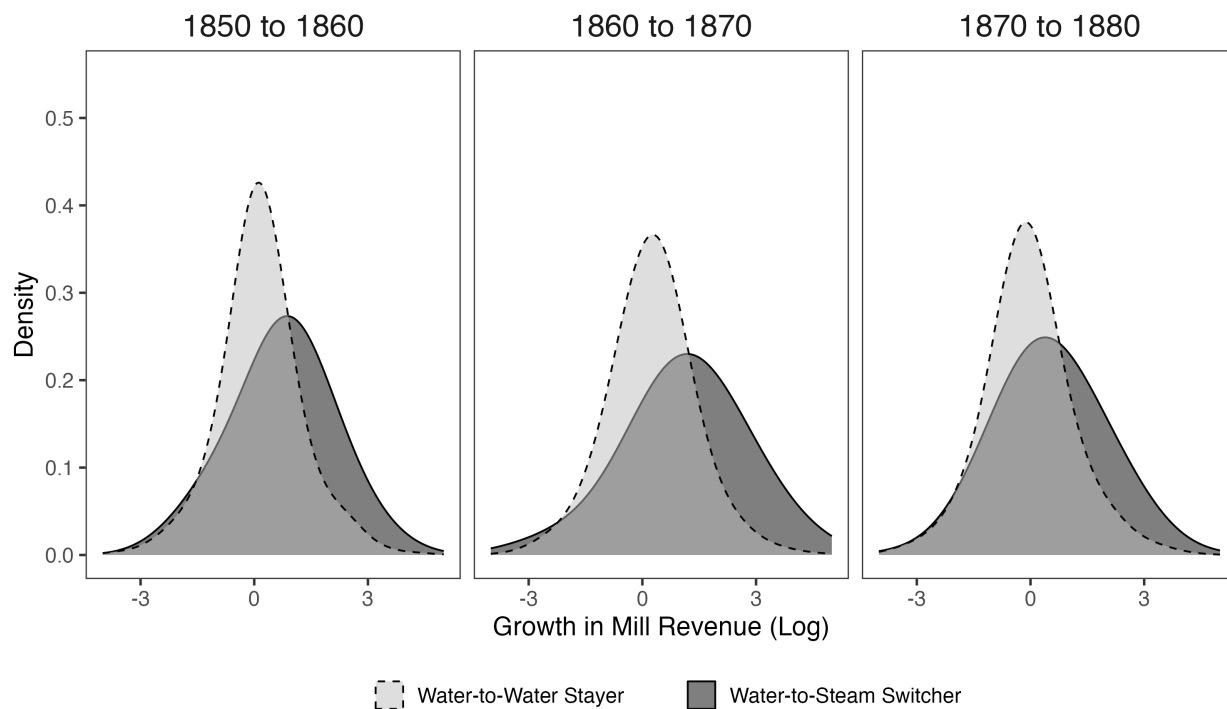 1850 to 1860
1860 to 1870
1870 to 1880
Density
0.5
0.4
0.3
0.2
0.1
0.0
-3 0 3
-3 0 3
-3 0 3
Growth in Mill Revenue (Log)
Water-to-Water Stayer
Water-to-Steam Switcher